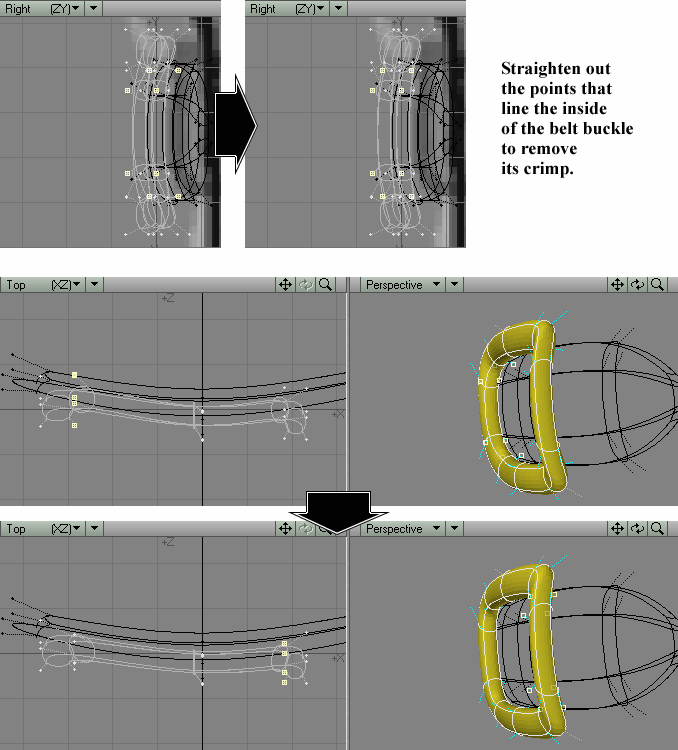 Right (ZY)
Right (ZY)
Straighten out
the points that
line the inside
of the belt buckle
to remove
its crimp.
Top (XZ)
Perspective
+Z
+X
Top (XZ)
Perspective
+Z
+X